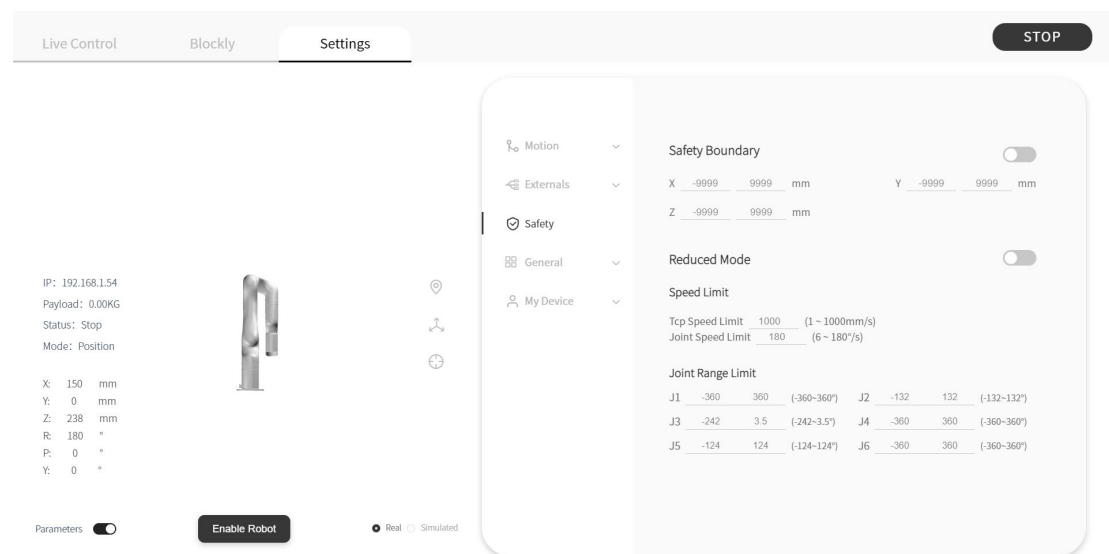 Live Control Blockly Settings STOP
IP: 192.168.1.54
Payload: 0.00KG
Status: Stop
Mode: Position
X: 150 mm
Y: 0 mm
Z: 238 mm
R: 180 °
P: 0 °
Y: 0 °
Parameters Enable Robot Real Simulated
Motion
Externals
Safety
General
My Device
Safety Boundary
X -9999 9999 mm Y -9999 9999 mm
Z -9999 9999 mm
Reduced Mode
Speed Limit
Tcp Speed Limit 1000 (1 ~ 1000mm/s)
Joint Speed Limit 180 (6 ~ 180°/s)
Joint Range Limit
J1 -360 360 (-360~360°) J2 -132 132 (-132~132°)
J3 -242 3.5 (-242~3.5°) J4 -360 360 (-360~360°)
J5 -124 124 (-124~124°) J6 -360 360 (-360~360°)